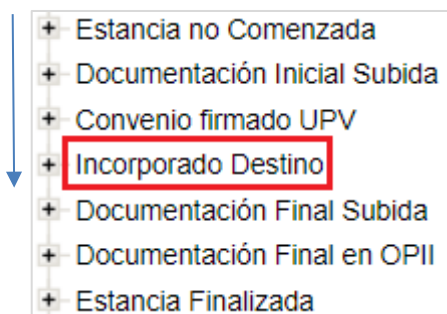 Estancia no Comenzada
Documentación Inicial Subida
Convenio firmado UPV
Incorporado Destino
Documentación Final Subida
Documentación Final en OPII
Estancia Finalizada